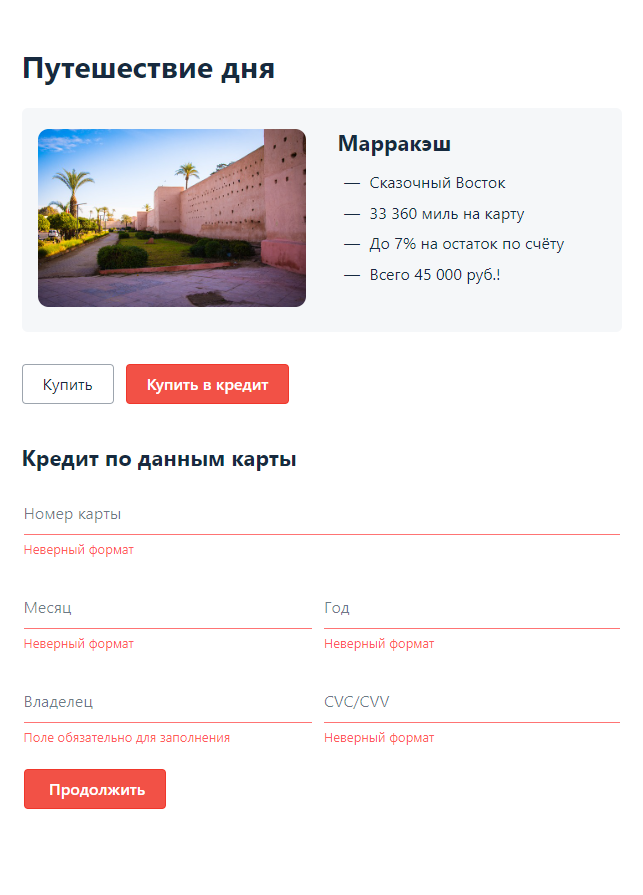 Путешествие дня
Марракэш
— Сказочный Восток
— 33 360 миль на карту
— До 7% на остаток по счёту
— Всего 45 000 руб.!
Купить
Купить в кредит
Кредит по данным карты
Номер карты
Неверный формат
Месяц
Год
Неверный формат
Неверный формат
Владелец
CVC/CVV
Поле обязательно для заполнения
Неверный формат
Продолжить